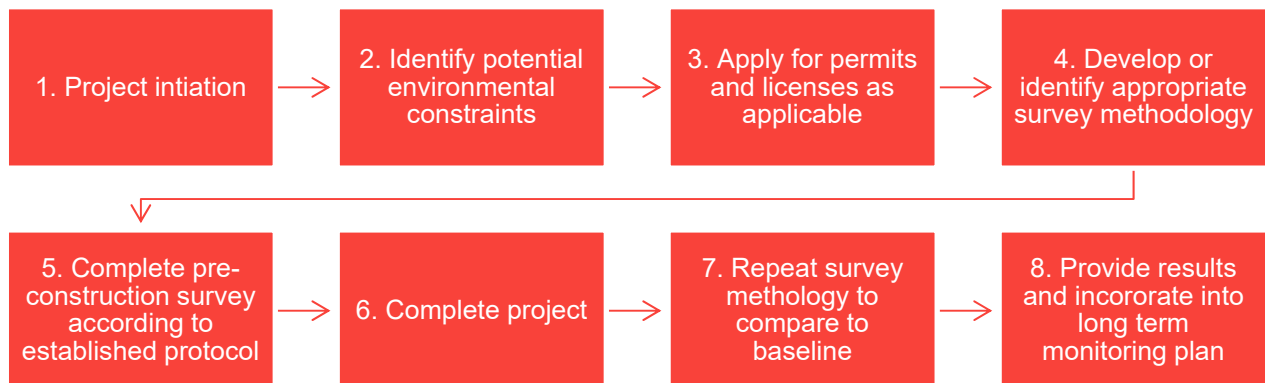 1. Project intiation
2. Identify potential
environmental
constraints
3. Apply for permits
and licenses as
applicable
4. Develop or
identify appropriate
survey methodology
5. Complete pre-
construction survey
according to
established protocol
6. Complete project
7. Repeat survey
methology to
compare to
baseline
8. Provide results
and incororate into
long term
monitoring plan